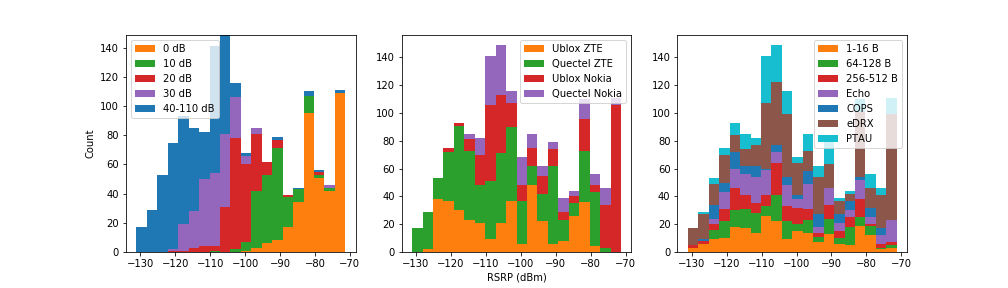 Count
140
120
100
80
60
40
20
0
−130 −120 −110 −100 −90 −80 −70
0 dB
10 dB
20 dB
30 dB
40-110 dB
140
120
100
80
60
40
20
0
−130 −120 −110 −100 −90 −80 −70
RSRP (dBm)
Ublox ZTE
Quectel ZTE
Ublox Nokia
Quectel Nokia
140
120
100
80
60
40
20
0
−130 −120 −110 −100 −90 −80 −70
1-16 B
64-128 B
256-512 B
Echo
COPS
eDRX
PTAU